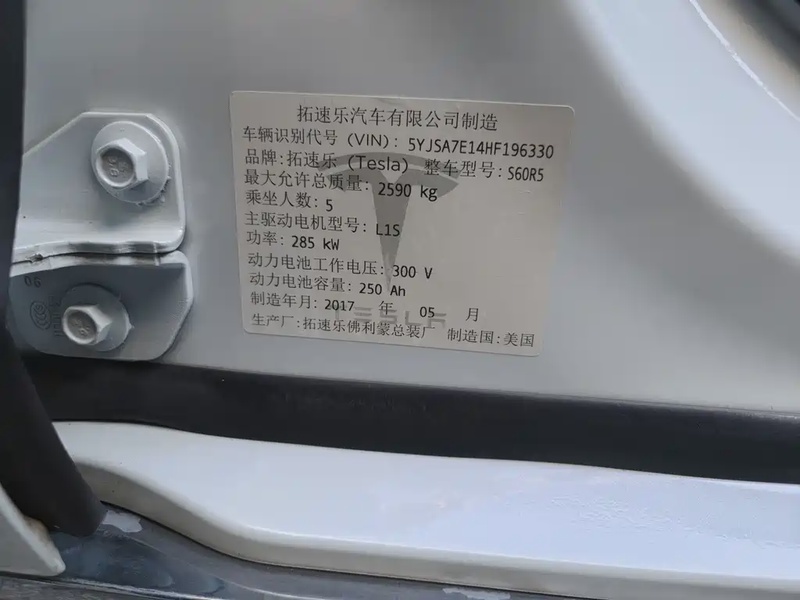 拓速乐汽车有限公司制造
车辆识别代号 (VIN): 5YJSA7E14HF196330
品牌: 拓速乐 (Tesla) 整车型号: S60R5
最大允许总质量: 2590 kg
乘坐人数: 5
主驱动电机型号: L1S
功率: 285 kW
动力电池工作电压: 300 V
动力电池容量: 250 Ah
制造年月: 2017 年 05 月
生产厂: 拓速乐佛利蒙总装厂 制造国: 美国
TESLA
06